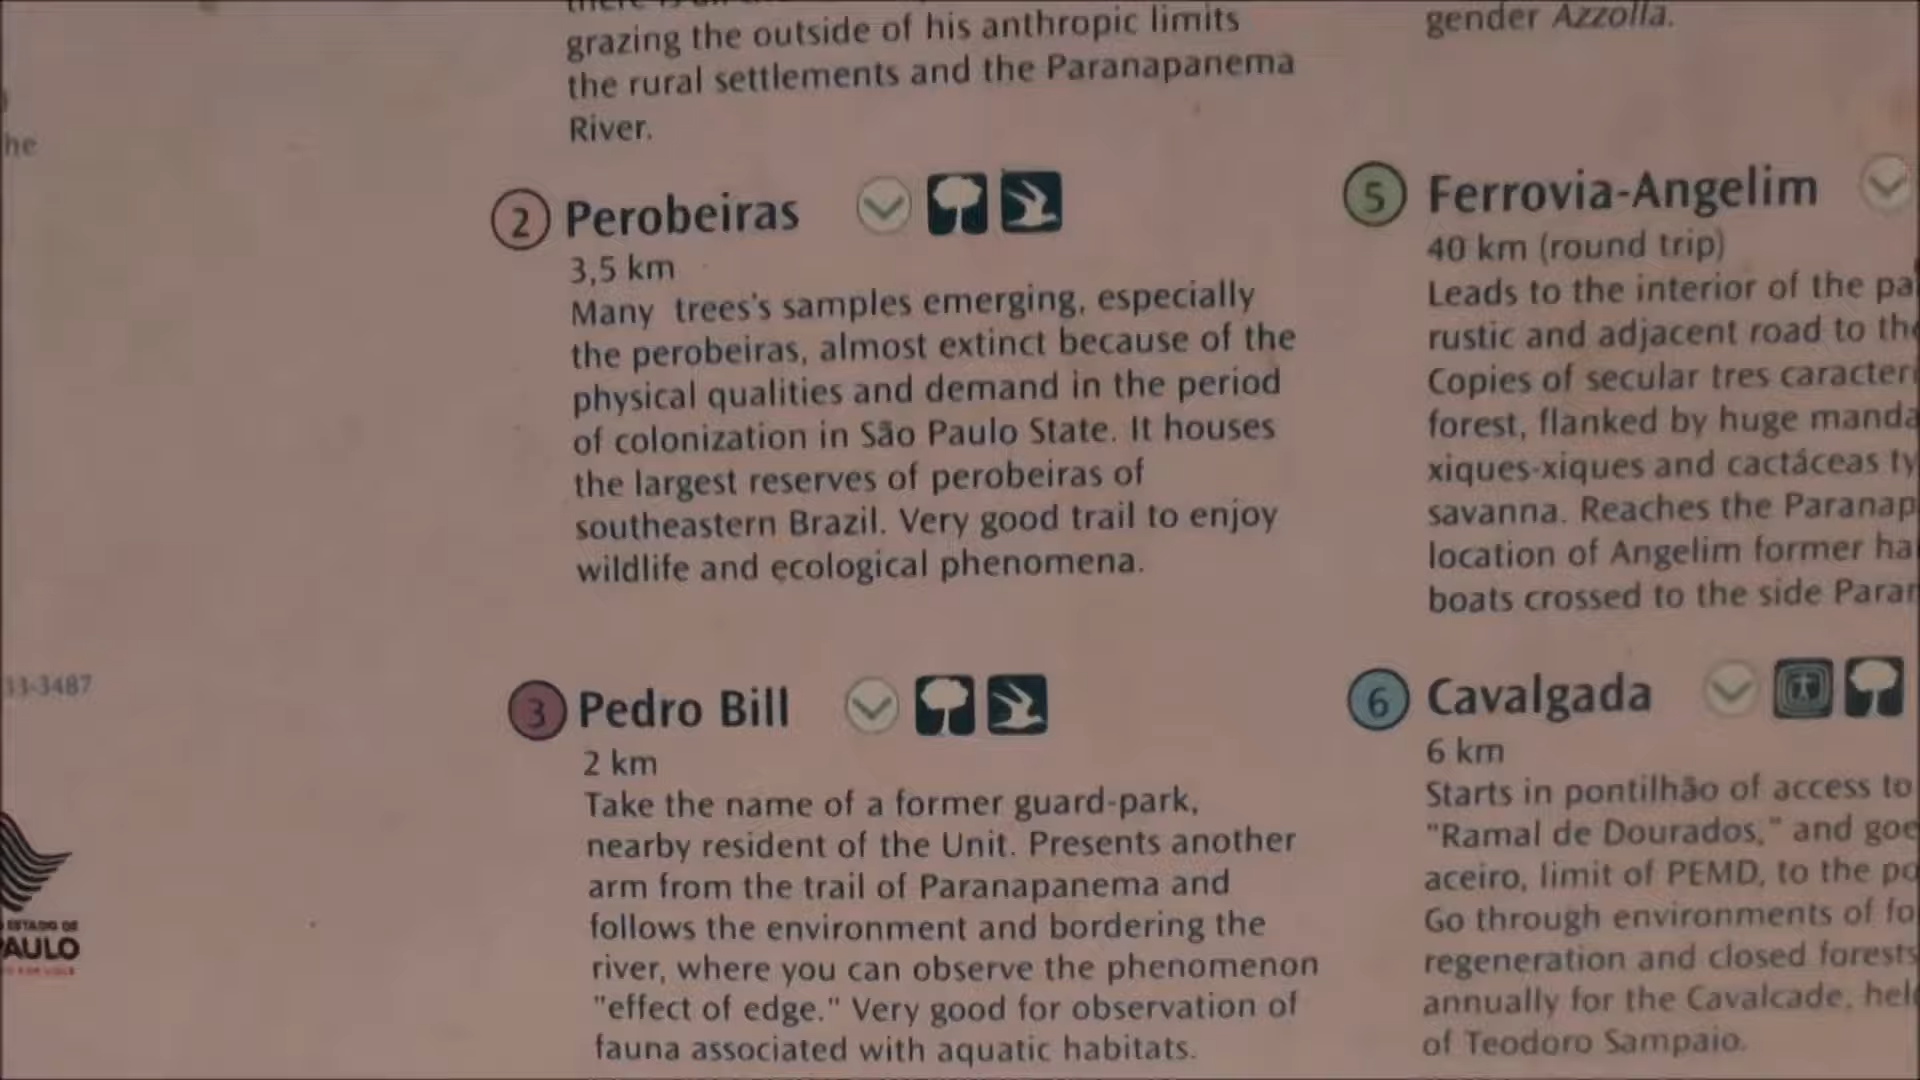 he
13-3487
ESTADO DE
PAULO
grazing the outside of his anthropic limits
the rural settlements and the Paranapanema
River.
2 Perobeiras
3,5 km
Many trees's samples emerging, especially
the perobeiras, almost extinct because of the
physical qualities and demand in the period
of colonization in São Paulo State. It houses
the largest reserves of perobeiras of
southeastern Brazil. Very good trail to enjoy
wildlife and ecological phenomena.
3 Pedro Bill
2 km
Take the name of a former guard-park,
nearby resident of the Unit. Presents another
arm from the trail of Paranapanema and
follows the environment and bordering the
river, where you can observe the phenomenon
"effect of edge." Very good for observation of
fauna associated with aquatic habitats.
gender Azzolla.
5 Ferrovia-Angelim
40 km (round trip)
Leads to the interior of the pa
rustic and adjacent road to the
Copies of secular tres caracteri
forest, flanked by huge manda
xiques-xiques and cactáceas ty
savanna. Reaches the Paranap
location of Angelim former ha
boats crossed to the side Paran
6 Cavalgada
6 km
Starts in pontilhão of access to
"Ramal de Dourados," and goe
aceiro, limit of PEMD, to the po
Go through environments of fo
regeneration and closed forests
annually for the Cavalcade, hel
of Teodoro Sampaio.